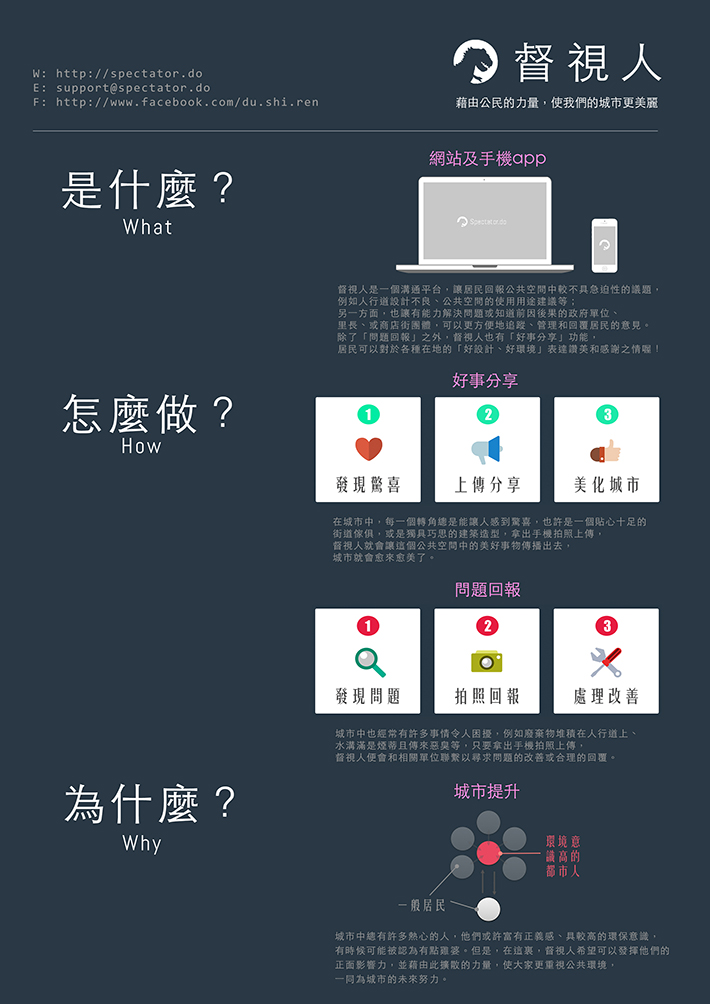 W: http://spectator.do
E: support@spectator.do
F: http://www.facebook.com/du.shi.ren
督視人
藉由公民的力量，使我們的城市更美麗
是什麼？
What
網站及手機app
Spectator.do
督視人是一個溝通平台，讓居民回報公共空間中較不具急迫性的議題，
例如人行道設計不良、公共空間的使用用途建議等；
另一方面，也讓有能力解決問題或知道前因後果的政府單位、
里長、或商店街團體，可以更方便地追蹤、管理和回覆居民的意見。
除了「問題回報」之外，督視人也有「好事分享」功能，
居民可以對於各種在地的「好設計、好環境」表達讚美和感謝之情喔！
怎麼做？
How
好事分享
1
2
3
發現驚喜
上傳分享
美化城市
在城市中，每一個轉角總是能讓人感到驚喜，也許是一個貼心十足的
街道傢俱，或是獨具巧思的建築造型，拿出手機拍照上傳，
督視人就會讓這個公共空間中的美好事物傳播出去，
城市就會愈來愈美了。
問題回報
1
2
3
發現問題
拍照回報
處理改善
城市中也經常有許多事情令人困擾，例如廢棄物堆積在人行道上、
水溝滿是煙蒂且傳來惡臭等，只要拿出手機拍照上傳，
督視人便會和相關單位聯繫以尋求問題的改善或合理的回覆。
為什麼？
Why
城市提升
環境意
識高的
都市人
一般居民
城市中總有許多熱心的人，他們或許富有正義感、具較高的環保意識，
有時候可能被認為有點雞婆。但是，在這裏，督視人希望可以發揮他們的
正面影響力，並藉由此擴散的力量，使大家更重視公共環境，
一同為城市的未來努力。